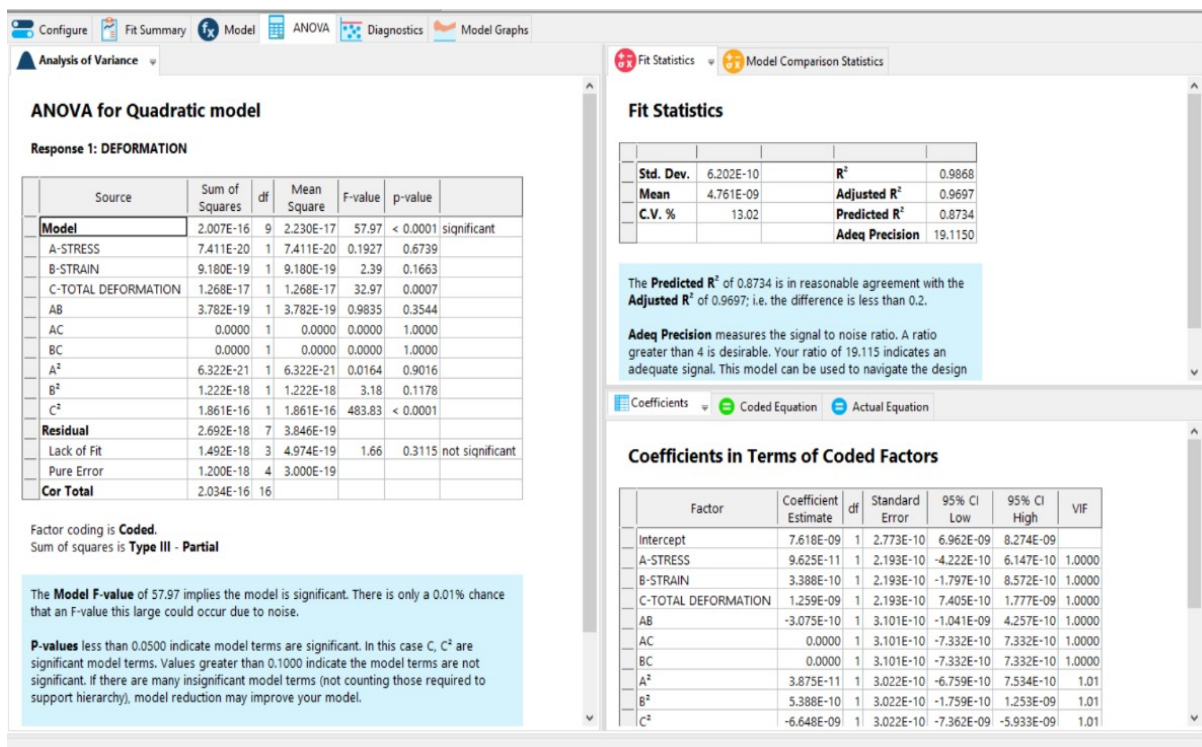 Configure Fit Summary Model ANOVA Diagnostics Model Graphs
Analysis of Variance
ANOVA for Quadratic model
Response 1: DEFORMATION
Source Sum of Squares df Mean Square F-value p-value
Model 2.007E-16 9 2.230E-17 57.97 < 0.0001 significant
A-STRESS 7.411E-20 1 7.411E-20 0.1927 0.6739
B-STRAIN 9.180E-19 1 9.180E-19 2.39 0.1663
C-TOTAL DEFORMATION 1.268E-17 1 1.268E-17 32.97 0.0007
AB 3.782E-19 1 3.782E-19 0.9835 0.3544
AC 0.0000 1 0.0000 0.0000 1.0000
BC 0.0000 1 0.0000 0.0000 1.0000
A² 6.322E-21 1 6.322E-21 0.0164 0.9016
B² 1.222E-18 1 1.222E-18 3.18 0.1178
C² 1.861E-16 1 1.861E-16 483.83 < 0.0001
Residual 2.692E-18 7 3.846E-19
Lack of Fit 1.492E-18 3 4.974E-19 1.66 0.3115 not significant
Pure Error 1.200E-18 4 3.000E-19
Cor Total 2.034E-16 16
Factor coding is Coded.
Sum of squares is Type III - Partial
The Model F-value of 57.97 implies the model is significant. There is only a 0.01% chance
that an F-value this large could occur due to noise.
P-values less than 0.0500 indicate model terms are significant. In this case C, C² are
significant model terms. Values greater than 0.1000 indicate the model terms are not
significant. If there are many insignificant model terms (not counting those required to
support hierarchy), model reduction may improve your model.
Fit Statistics Model Comparison Statistics
Fit Statistics
Std. Dev. 6.202E-10 R² 0.9868
Mean 4.761E-09 Adjusted R² 0.9697
C.V. % 13.02 Predicted R² 0.8734
Adeq Precision 19.1150
The Predicted R² of 0.8734 is in reasonable agreement with the
Adjusted R² of 0.9697; i.e. the difference is less than 0.2.
Adeq Precision measures the signal to noise ratio. A ratio
greater than 4 is desirable. Your ratio of 19.115 indicates an
adequate signal. This model can be used to navigate the design
Coefficients Coded Equation Actual Equation
Coefficients in Terms of Coded Factors
Factor Coefficient Estimate df Standard Error 95% CI Low 95% CI High VIF
Intercept 7.618E-09 1 2.773E-10 6.962E-09 8.274E-09
A-STRESS 9.625E-11 1 2.193E-10 -4.222E-10 6.147E-10 1.0000
B-STRAIN 3.388E-10 1 2.193E-10 -1.797E-10 8.572E-10 1.0000
C-TOTAL DEFORMATION 1.259E-09 1 2.193E-10 7.405E-10 1.777E-09 1.0000
AB -3.075E-10 1 3.101E-10 -1.041E-09 4.257E-10 1.0000
AC 0.0000 1 3.101E-10 -7.332E-10 7.332E-10 1.0000
BC 0.0000 1 3.101E-10 -7.332E-10 7.332E-10 1.0000
A² 3.875E-11 1 3.022E-10 -6.759E-10 7.534E-10 1.01
B² 5.388E-10 1 3.022E-10 -1.759E-10 1.253E-09 1.01
C² -6.648E-09 1 3.022E-10 -7.362E-09 -5.933E-09 1.01